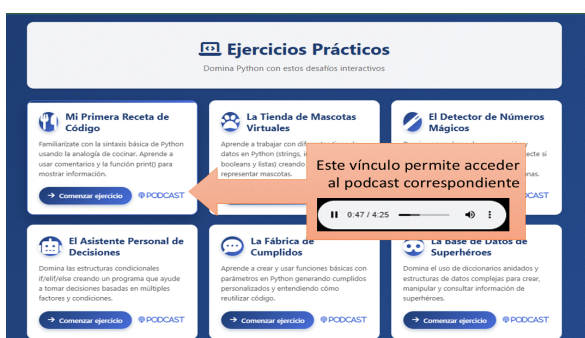 Ejercicios Prácticos
Domina Python con estos desafíos interactivos
Mi Primera Receta de
Código
Familiarízate con la sintaxis básica de Python
usando la analogía de cocinar. Aprende a
usar comentarios y la función print() para
mostrar información.
→ Comenzar ejercicio PODCAST
La Tienda de Mascotas
Virtuales
Aprende a trabajar con
datos en Python (strings,
booleans y listas) creando
representar mascotas.
El Detector de Números
Mágicos
PODCAST
Este vínculo permite acceder
al podcast correspondiente
0:47 / 4:25
El Asistente Personal de
Decisiones
Domina las estructuras condicionales
if/elif/else creando un programa que ayude
a tomar decisiones basadas en múltiples
factores y condiciones.
→ Comenzar ejercicio PODCAST
La Fábrica de
Cumplidos
Aprende a crear y usar funciones básicas con
parámetros en Python generando cumplidos
personalizados y entendiendo cómo
reutilizar código.
→ Comenzar ejercicio PODCAST
La Base de Datos de
Superhéroes
Domina el uso de diccionarios anidados y
estructuras de datos complejas para crear,
manipular y consultar información de
superhéroes.
→ Comenzar ejercicio PODCAST